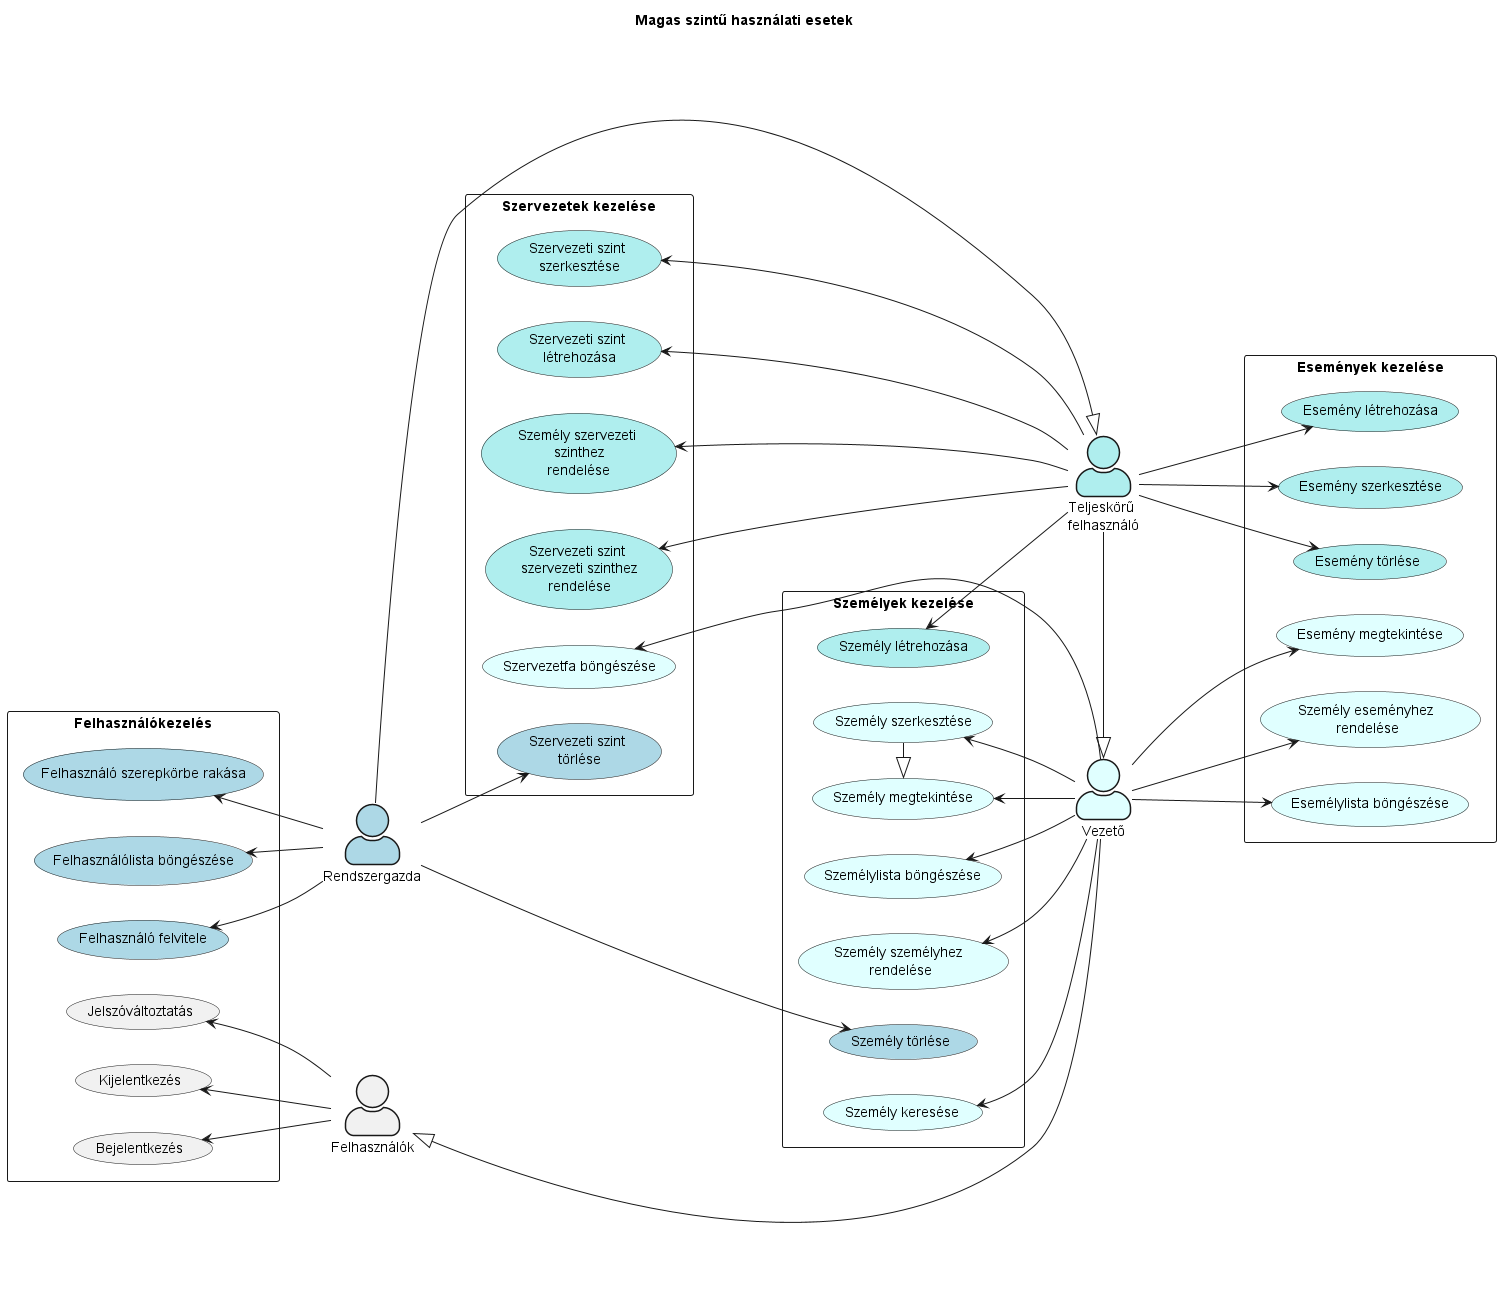 Magas szintű használati esetek
Szervezetek kezelése
Szervezeti szint
szerkesztése
Szervezeti szint
létrehozása
Személy szervezeti
szinthez
rendelése
Szervezeti szint
szervezeti szinthez
rendelése
Szervezetfa böngészése
Szervezeti szint
törlése
Teljeskörű
felhasználó
Események kezelése
Esemény létrehozása
Esemény szerkesztése
Esemény törlése
Esemény megtekintése
Személy eseményhez
rendelése
Esemélylista böngészése
Személyek kezelése
Személy létrehozása
Személy szerkesztése
Személy megtekintése
Személylista böngészése
Személy személyhez
rendelése
Személy törlése
Személy keresése
Vezető
Felhasználókezelés
Felhasználó szerepkörbe rakása
Felhasználólista böngészése
Felhasználó felvitele
Jelszóváltoztatás
Kijelentkezés
Bejelentkezés
Rendszergazda
Felhasználók